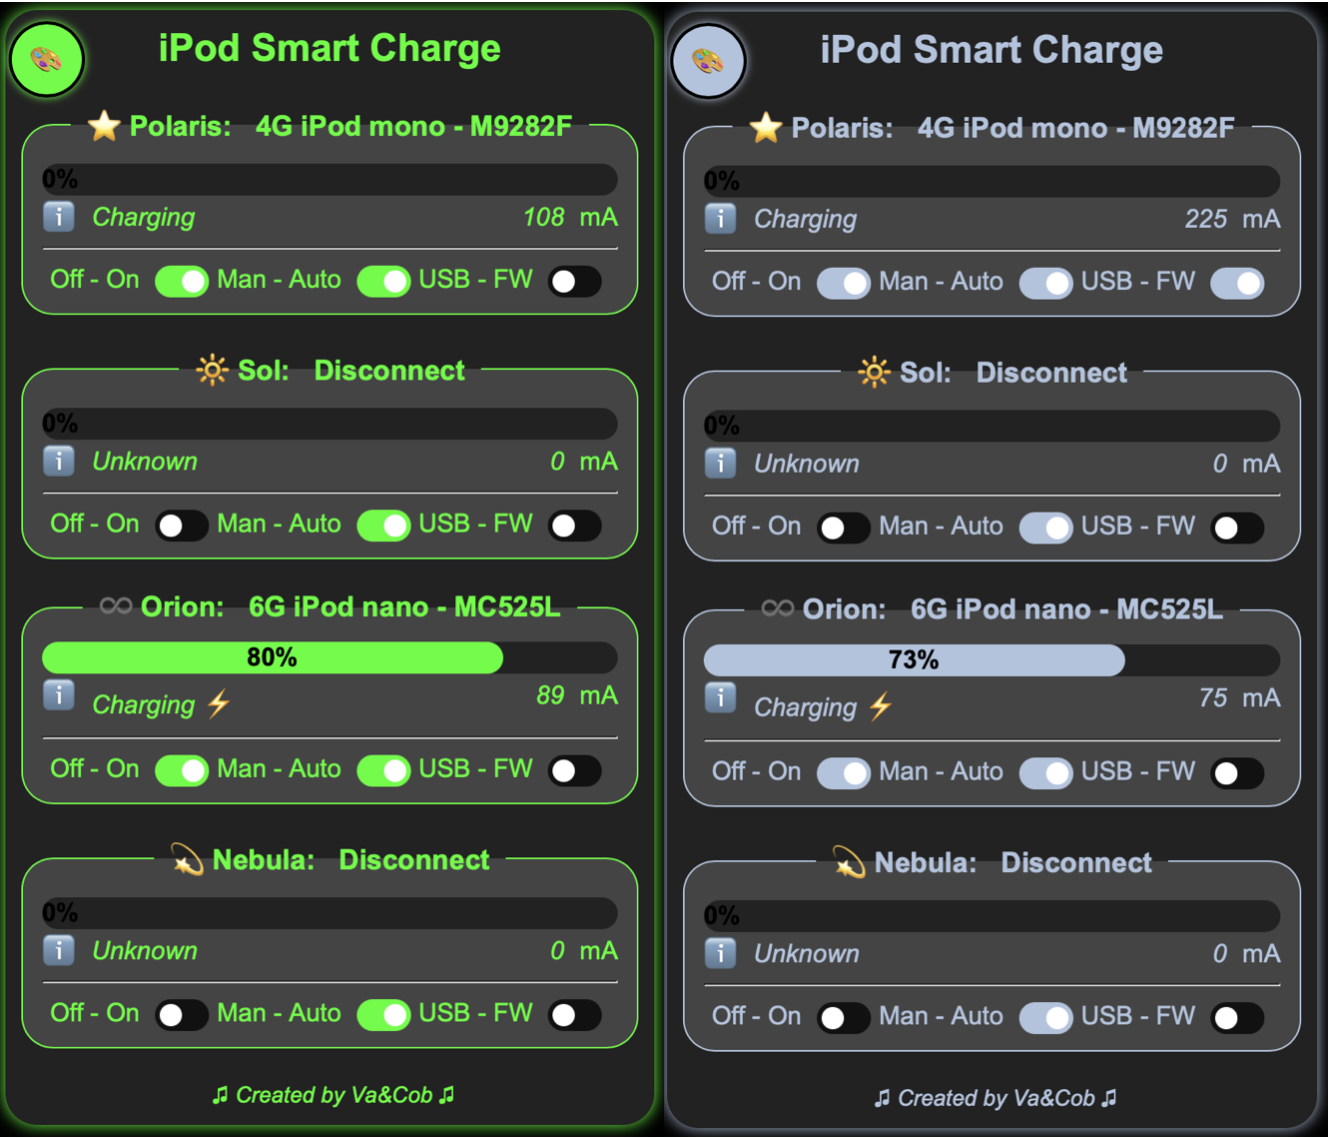 iPod Smart Charge
⭐ Polaris: 4G iPod mono - M9282F
0%
ℹ️ Charging 108 mA
Off - On Man - Auto USB - FW
🔆 Sol: Disconnect
0%
ℹ️ Unknown 0 mA
Off - On Man - Auto USB - FW
♾ Orion: 6G iPod nano - MC525L
80%
ℹ️ Charging ⚡ 89 mA
Off - On Man - Auto USB - FW
💫 Nebula: Disconnect
0%
ℹ️ Unknown 0 mA
Off - On Man - Auto USB - FW
♫ Created by Va&Cob ♫
iPod Smart Charge
⭐ Polaris: 4G iPod mono - M9282F
0%
ℹ️ Charging 225 mA
Off - On Man - Auto USB - FW
🔆 Sol: Disconnect
0%
ℹ️ Unknown 0 mA
Off - On Man - Auto USB - FW
♾ Orion: 6G iPod nano - MC525L
73%
ℹ️ Charging ⚡ 75 mA
Off - On Man - Auto USB - FW
💫 Nebula: Disconnect
0%
ℹ️ Unknown 0 mA
Off - On Man - Auto USB - FW
♫ Created by Va&Cob ♫